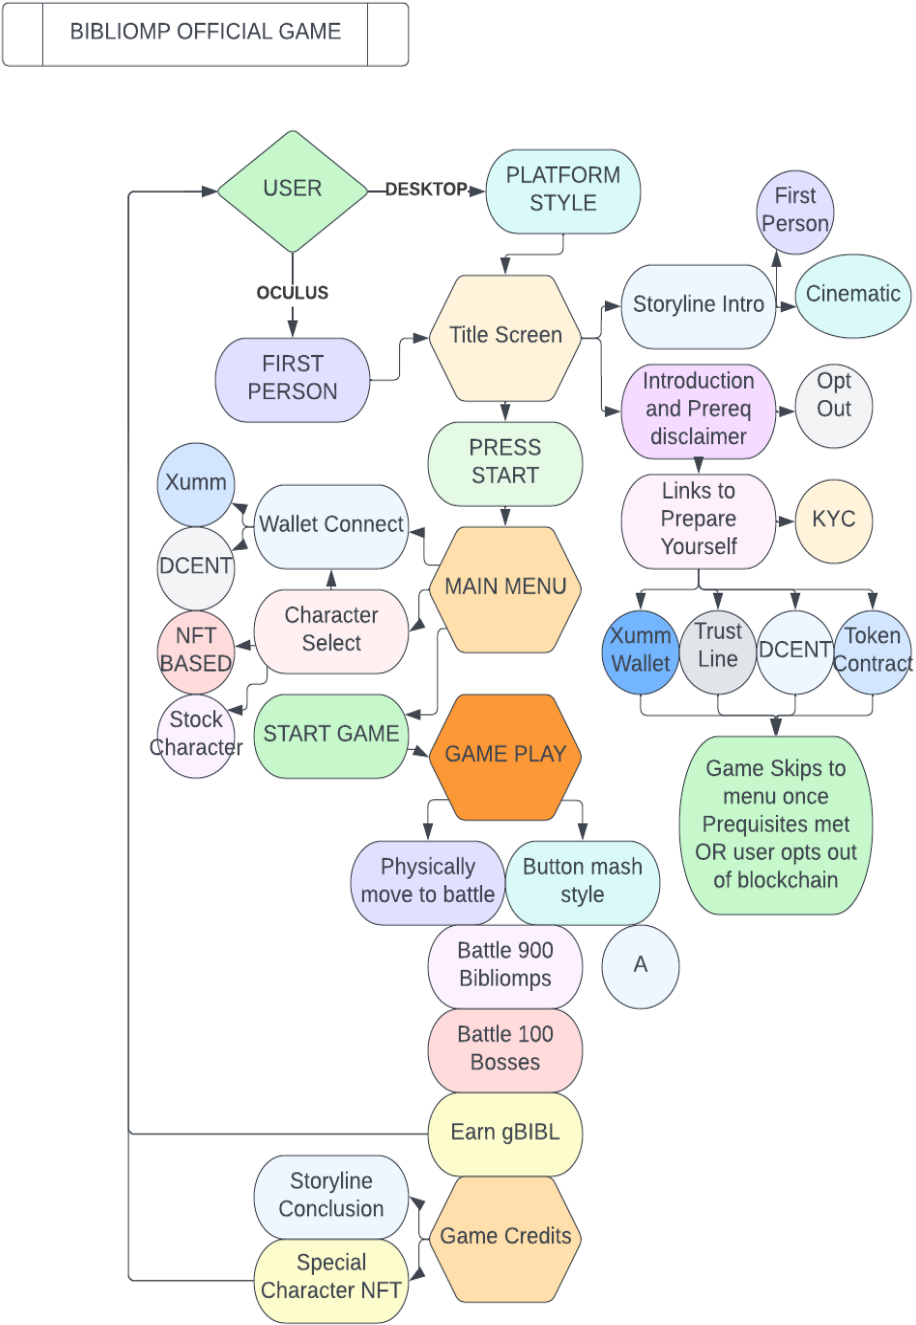 BIBLIOMP OFFICIAL GAME
USER
DESKTOP
PLATFORM
STYLE
First
Person
OCULUS
Storyline Intro
Cinematic
Title Screen
FIRST
PERSON
Introduction
and Prereq
disclaimer
Opt
Out
PRESS
START
Xumm
Wallet Connect
Links to
Prepare
Yourself
KYC
DCENT
MAIN MENU
Character
Select
NFT
BASED
Xumm
Wallet
Trust
Line
DCENT
Token
Contract
Stock
Character
START GAME
GAME PLAY
Game Skips to
menu once
Prequisites met
OR user opts out
of blockchain
Physically
move to battle
Button mash
style
Battle 900
Bibliomps
A
Battle 100
Bosses
Earn gBIBL
Storyline
Conclusion
Game Credits
Special
Character NFT